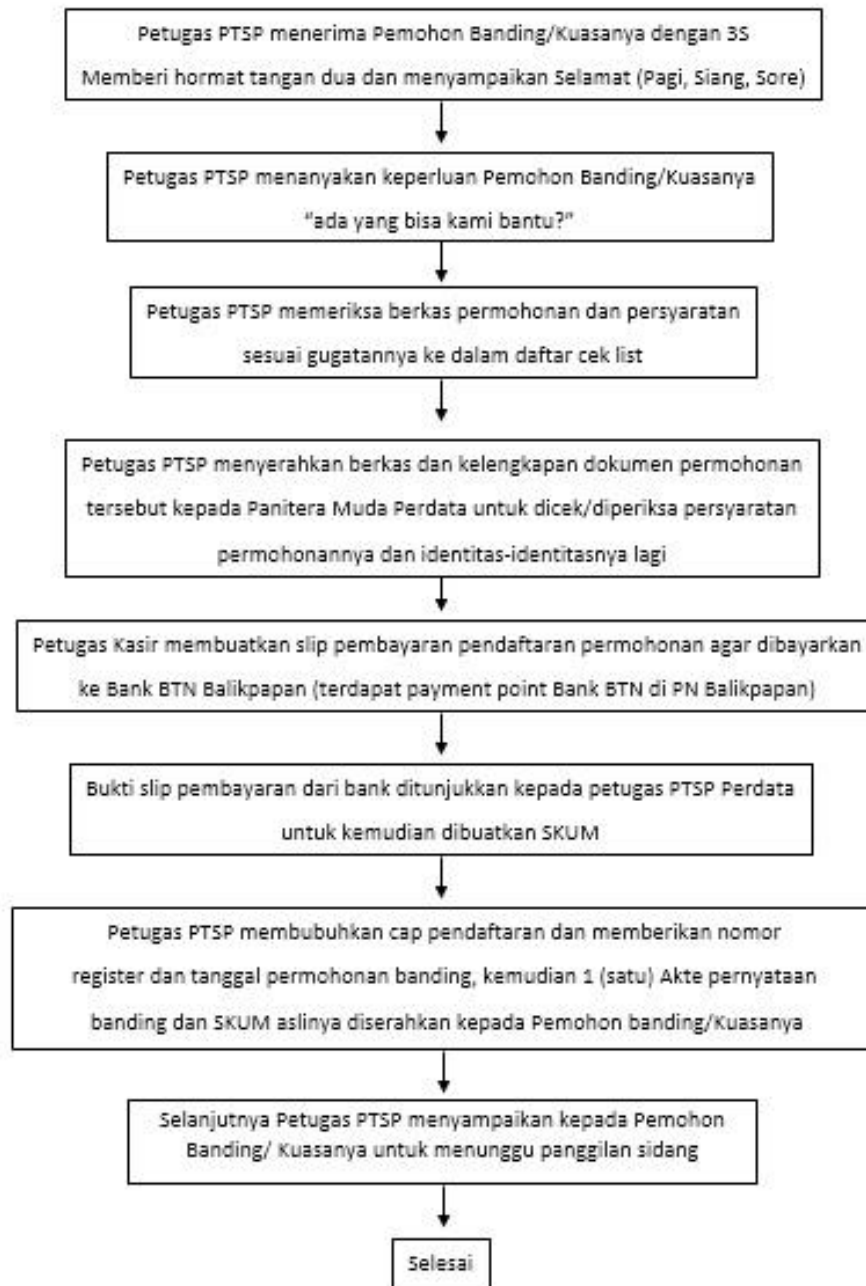 Petugas PTSP menerima Pemohon Banding/Kuasanya dengan 3S
Memberi hormat tangan dua dan menyampaikan Selamat (Pagi, Siang, Sore)
Petugas PTSP menanyakan keperluan Pemohon Banding/Kuasanya
"ada yang bisa kami bantu?"
Petugas PTSP memeriksa berkas permohonan dan persyaratan
sesuai gugatannya ke dalam daftar cek list
Petugas PTSP menyerahkan berkas dan kelengkapan dokumen permohonan
tersebut kepada Panitera Muda Perdata untuk dicek/diperiksa persyaratan
permohonannya dan identitas-identitasnya lagi
Petugas Kasir membuatkan slip pembayaran pendaftaran permohonan agar dibayarkan
ke Bank BTN Balikpapan (terdapat payment point Bank BTN di PN Balikpapan)
Bukti slip pembayaran dari bank ditunjukkan kepada petugas PTSP Perdata
untuk kemudian dibuatkan SKUM
Petugas PTSP membubuhkan cap pendaftaran dan memberikan nomor
register dan tanggal permohonan banding, kemudian 1 (satu) Akte pernyataan
banding dan SKUM aslinya diserahkan kepada Pemohon banding/Kuasanya
Selanjutnya Petugas PTSP menyampaikan kepada Pemohon
Banding/ Kuasanya untuk menunggu panggilan sidang
Selesai